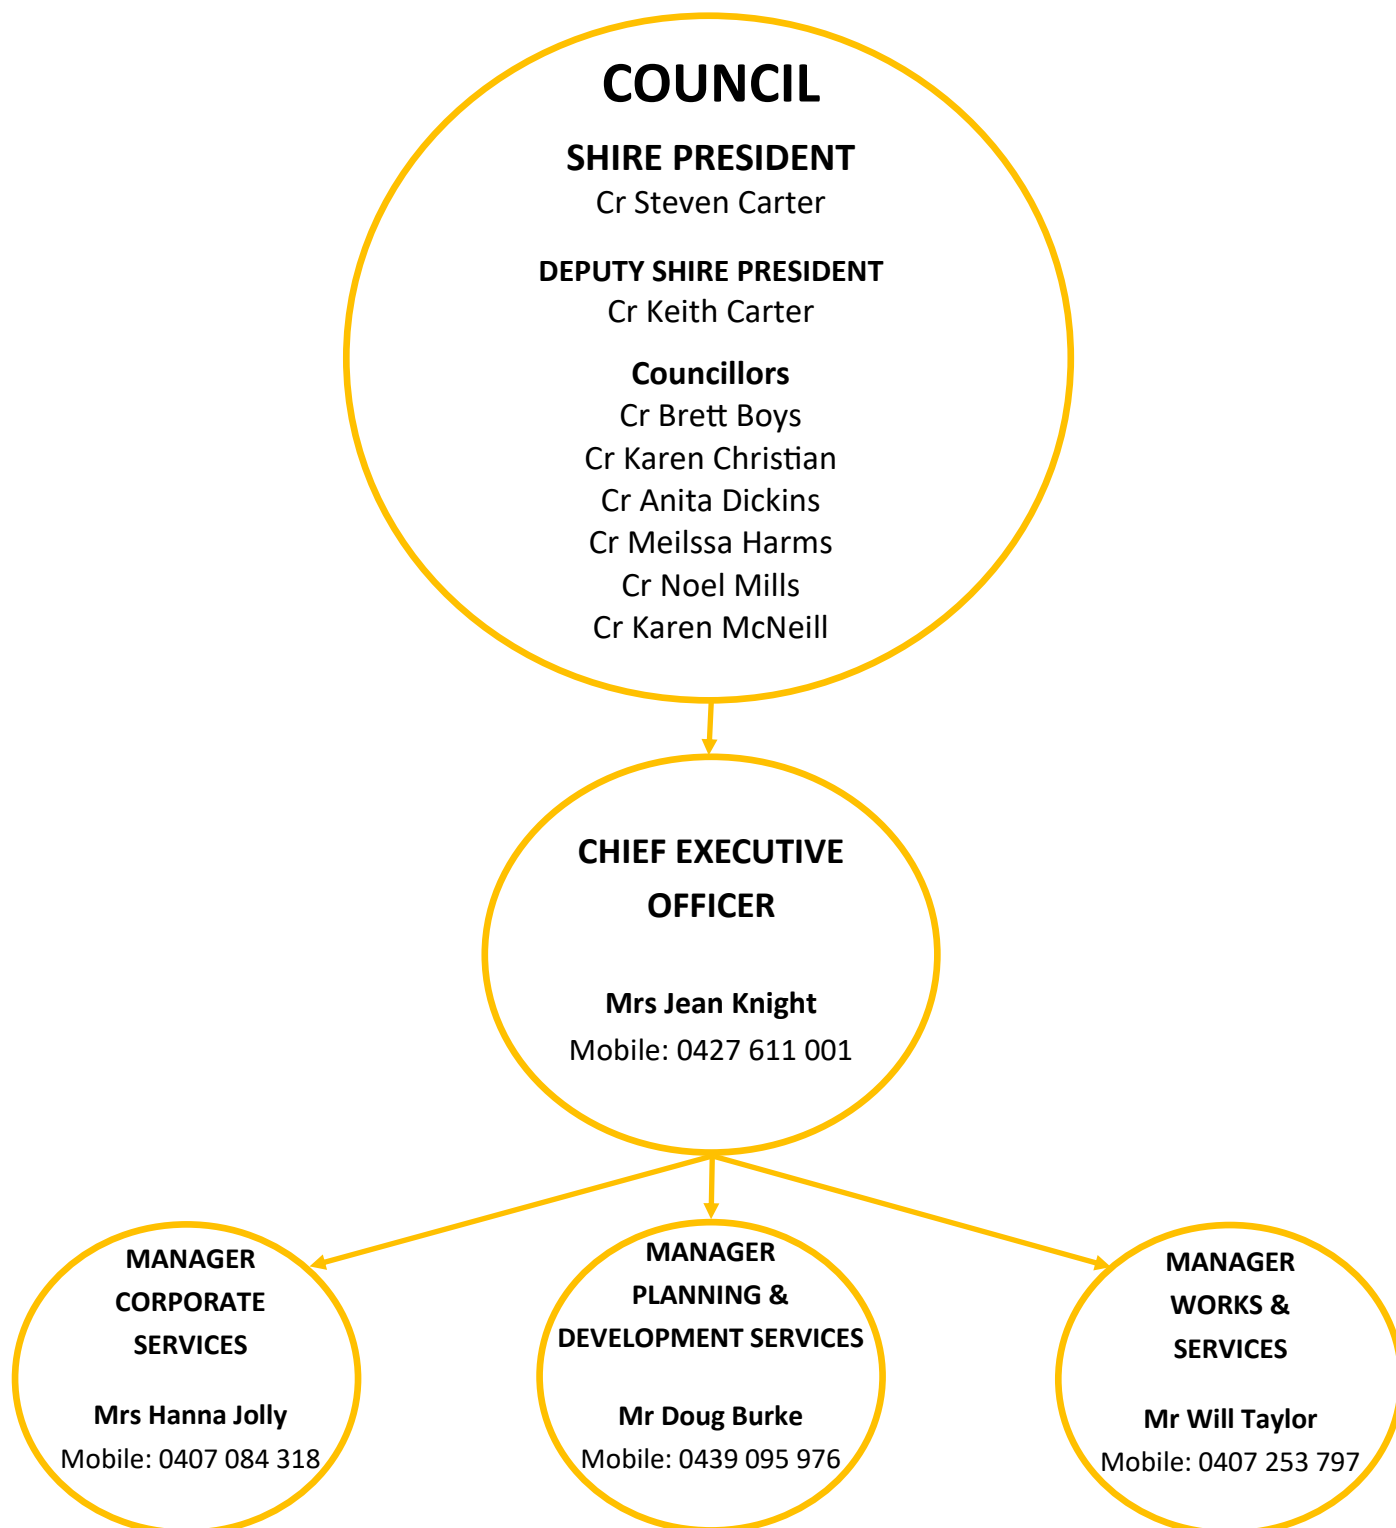 COUNCIL
SHIRE PRESIDENT
Cr Steven Carter
DEPUTY SHIRE PRESIDENT
Cr Keith Carter
Councillors
Cr Brett Boys
Cr Karen Christian
Cr Anita Dickins
Cr Meilssa Harms
Cr Noel Mills
Cr Karen McNeill
CHIEF EXECUTIVE
OFFICER
Mrs Jean Knight
Mobile: 0427 611 001
MANAGER
CORPORATE
SERVICES
Mrs Hanna Jolly
Mobile: 0407 084 318
MANAGER
PLANNING &
DEVELOPMENT SERVICES
Mr Doug Burke
Mobile: 0439 095 976
MANAGER
WORKS &
SERVICES
Mr Will Taylor
Mobile: 0407 253 797